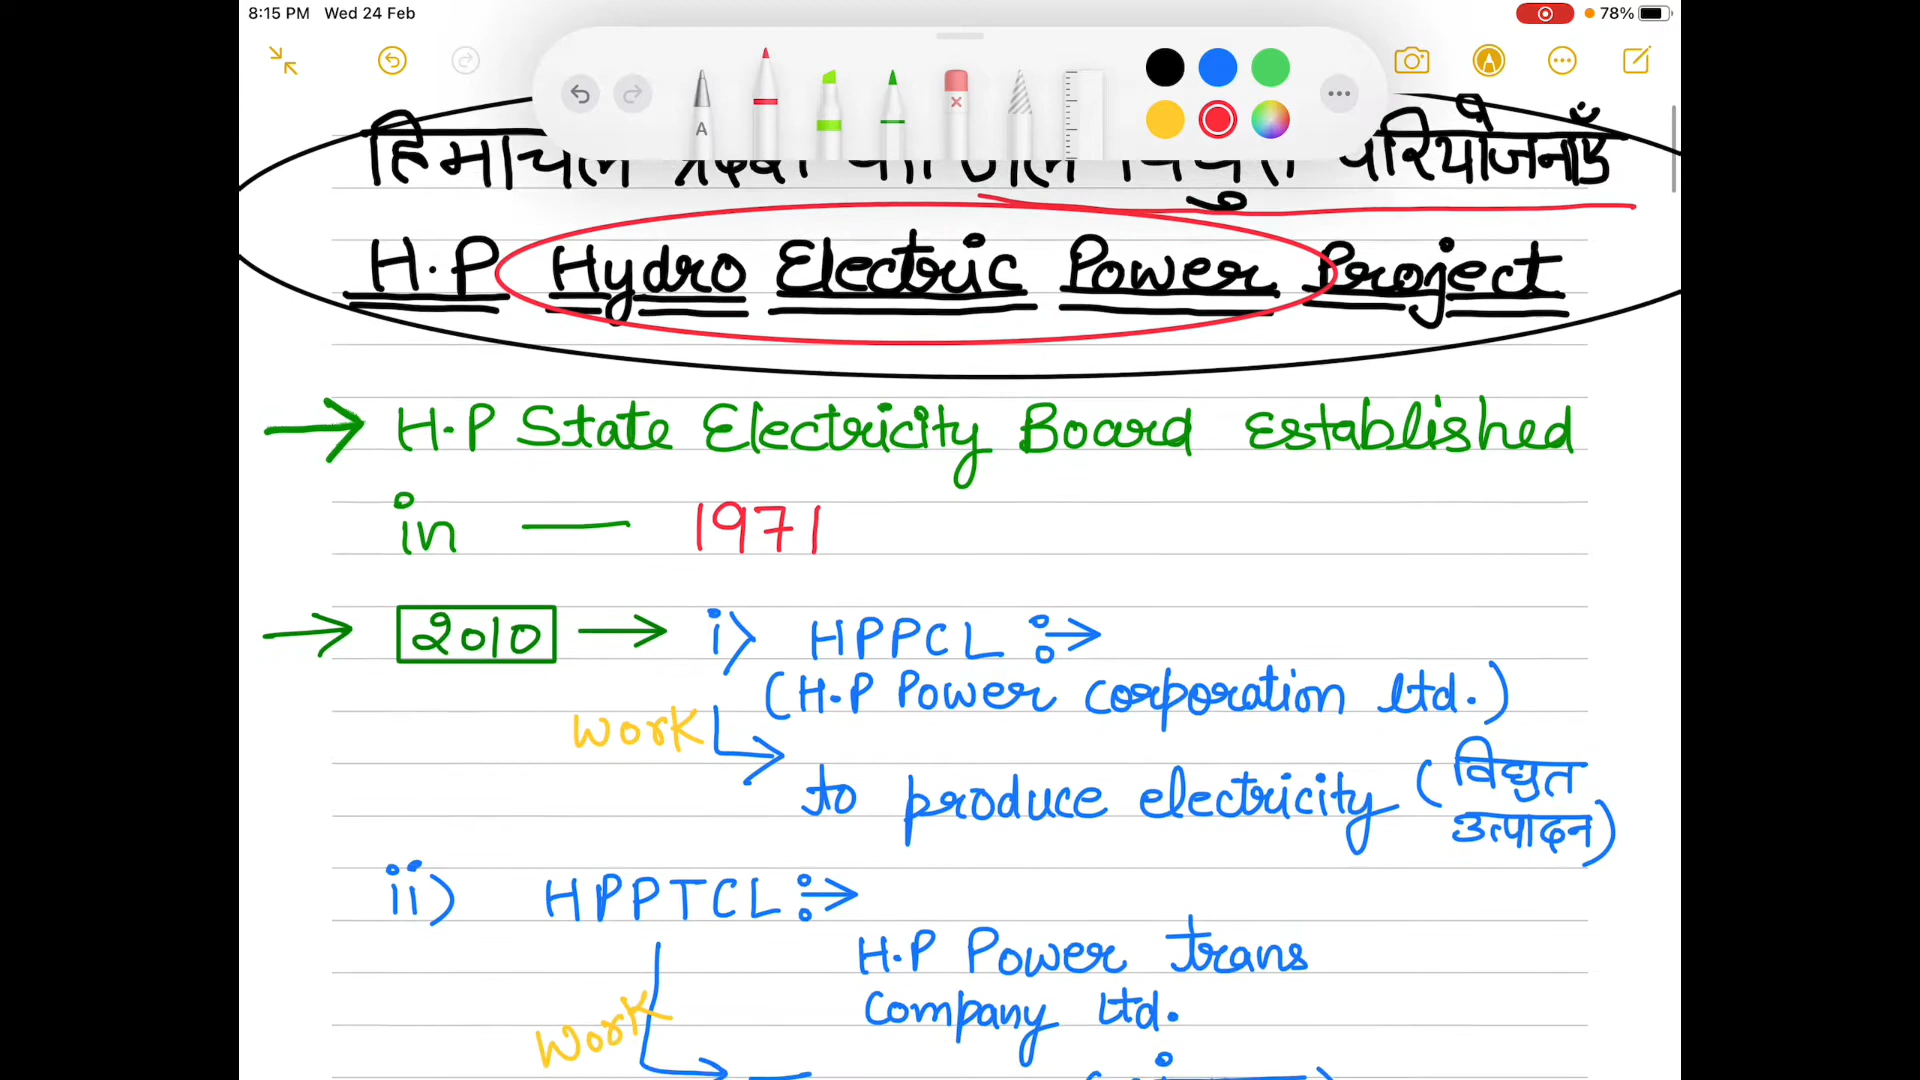 8:15 PM Wed 24 Feb
78%
A
हिमाचल परियोजनाएँ
H.P Hydro Electric Power Project
H.P State Electricity Board Established
in — 1971
2010 → i) HPPCL :→
(H.P Power corporation Ltd.)
work
to produce electricity (विद्युत
उत्पादन)
ii) HPPTCL :→
H.P Power trans
Company Ltd.
work